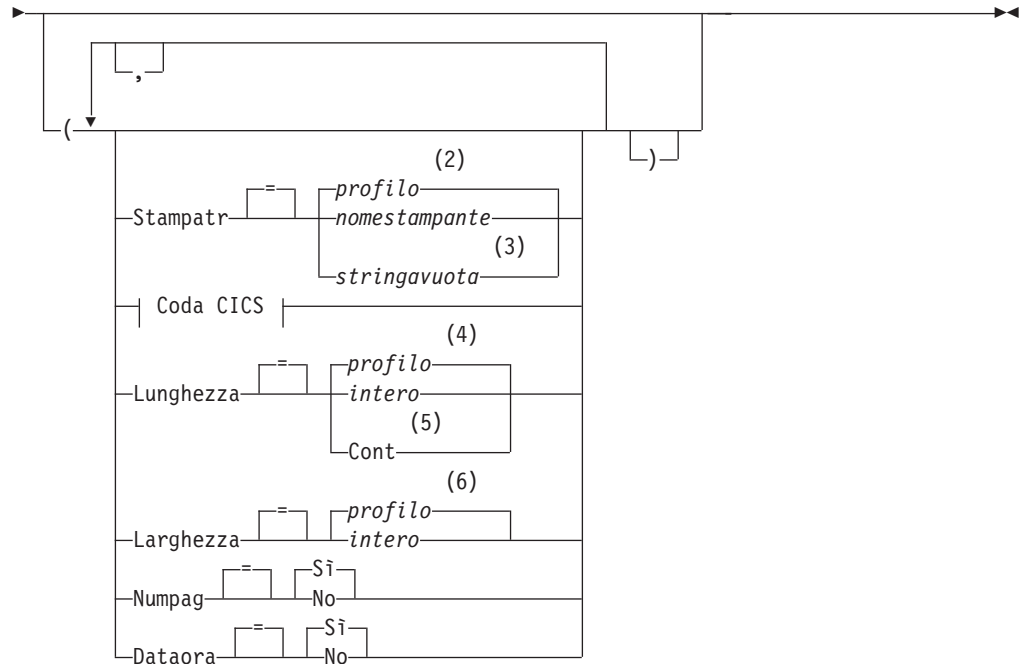 ,
( )
(2)
Stampatr = profilo
nomestampante
(3)
stringavuota
Coda CICS
(4)
Lunghezza = profilo
intero
(5)
Cont
(6)
Larghezza = profilo
intero
Numpag = Sì
No
Dataora = Sì
No